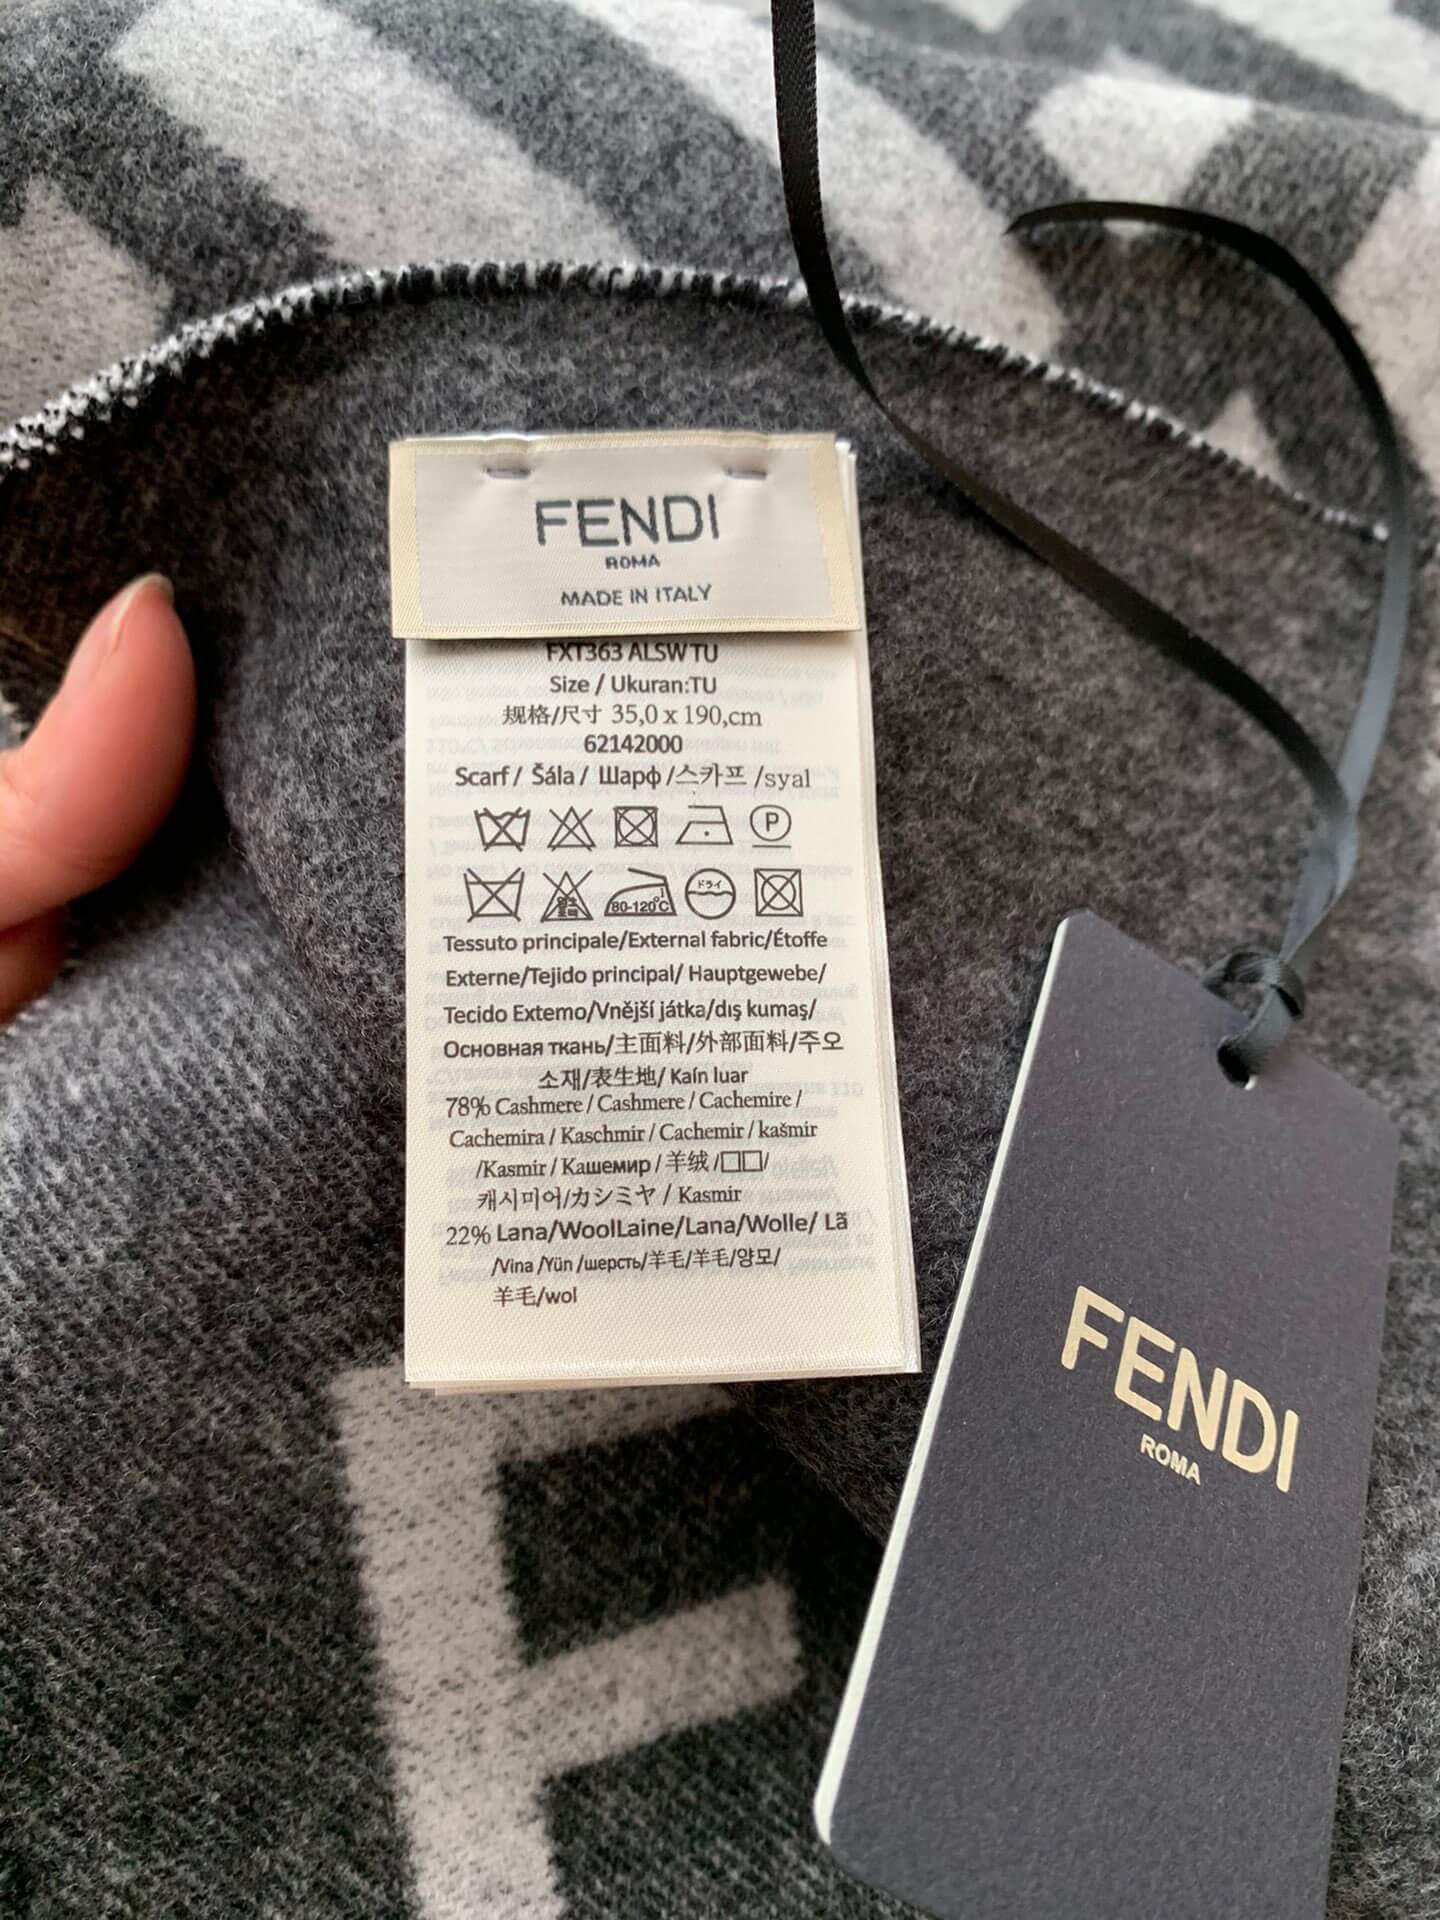 FENDI
ROMA
MADE IN ITALY
FXT363 ALSW TU
Size / Ukuran:TU
规格/尺寸 35,0 x 190,cm
62142000
Scarf / Šála / Шарф /스카프 /syal
P
ドライ
80-120°C
Tessuto principale/External fabric/Étoffe
Externe/Tejido principal/ Hauptgewebe/
Tecido Externo/Vnější játka/dış kumaş/
Основная ткань/主面料/外部面料/주오
소재/表生地/ Kaín luar
78% Cashmere / Cashmere / Cachemire /
Cachemira / Kaschmir / Cachemir / kašmir
/Kasmir / Кашемир / 羊绒 /□□/
캐시미어/カシミヤ / Kasmir
22% Lana/WoolLaine/Lana/Wolle/ Lã
/Vina /Yün /шерсть/羊毛/羊毛/양모/
羊毛/wol
FENDI
ROMA